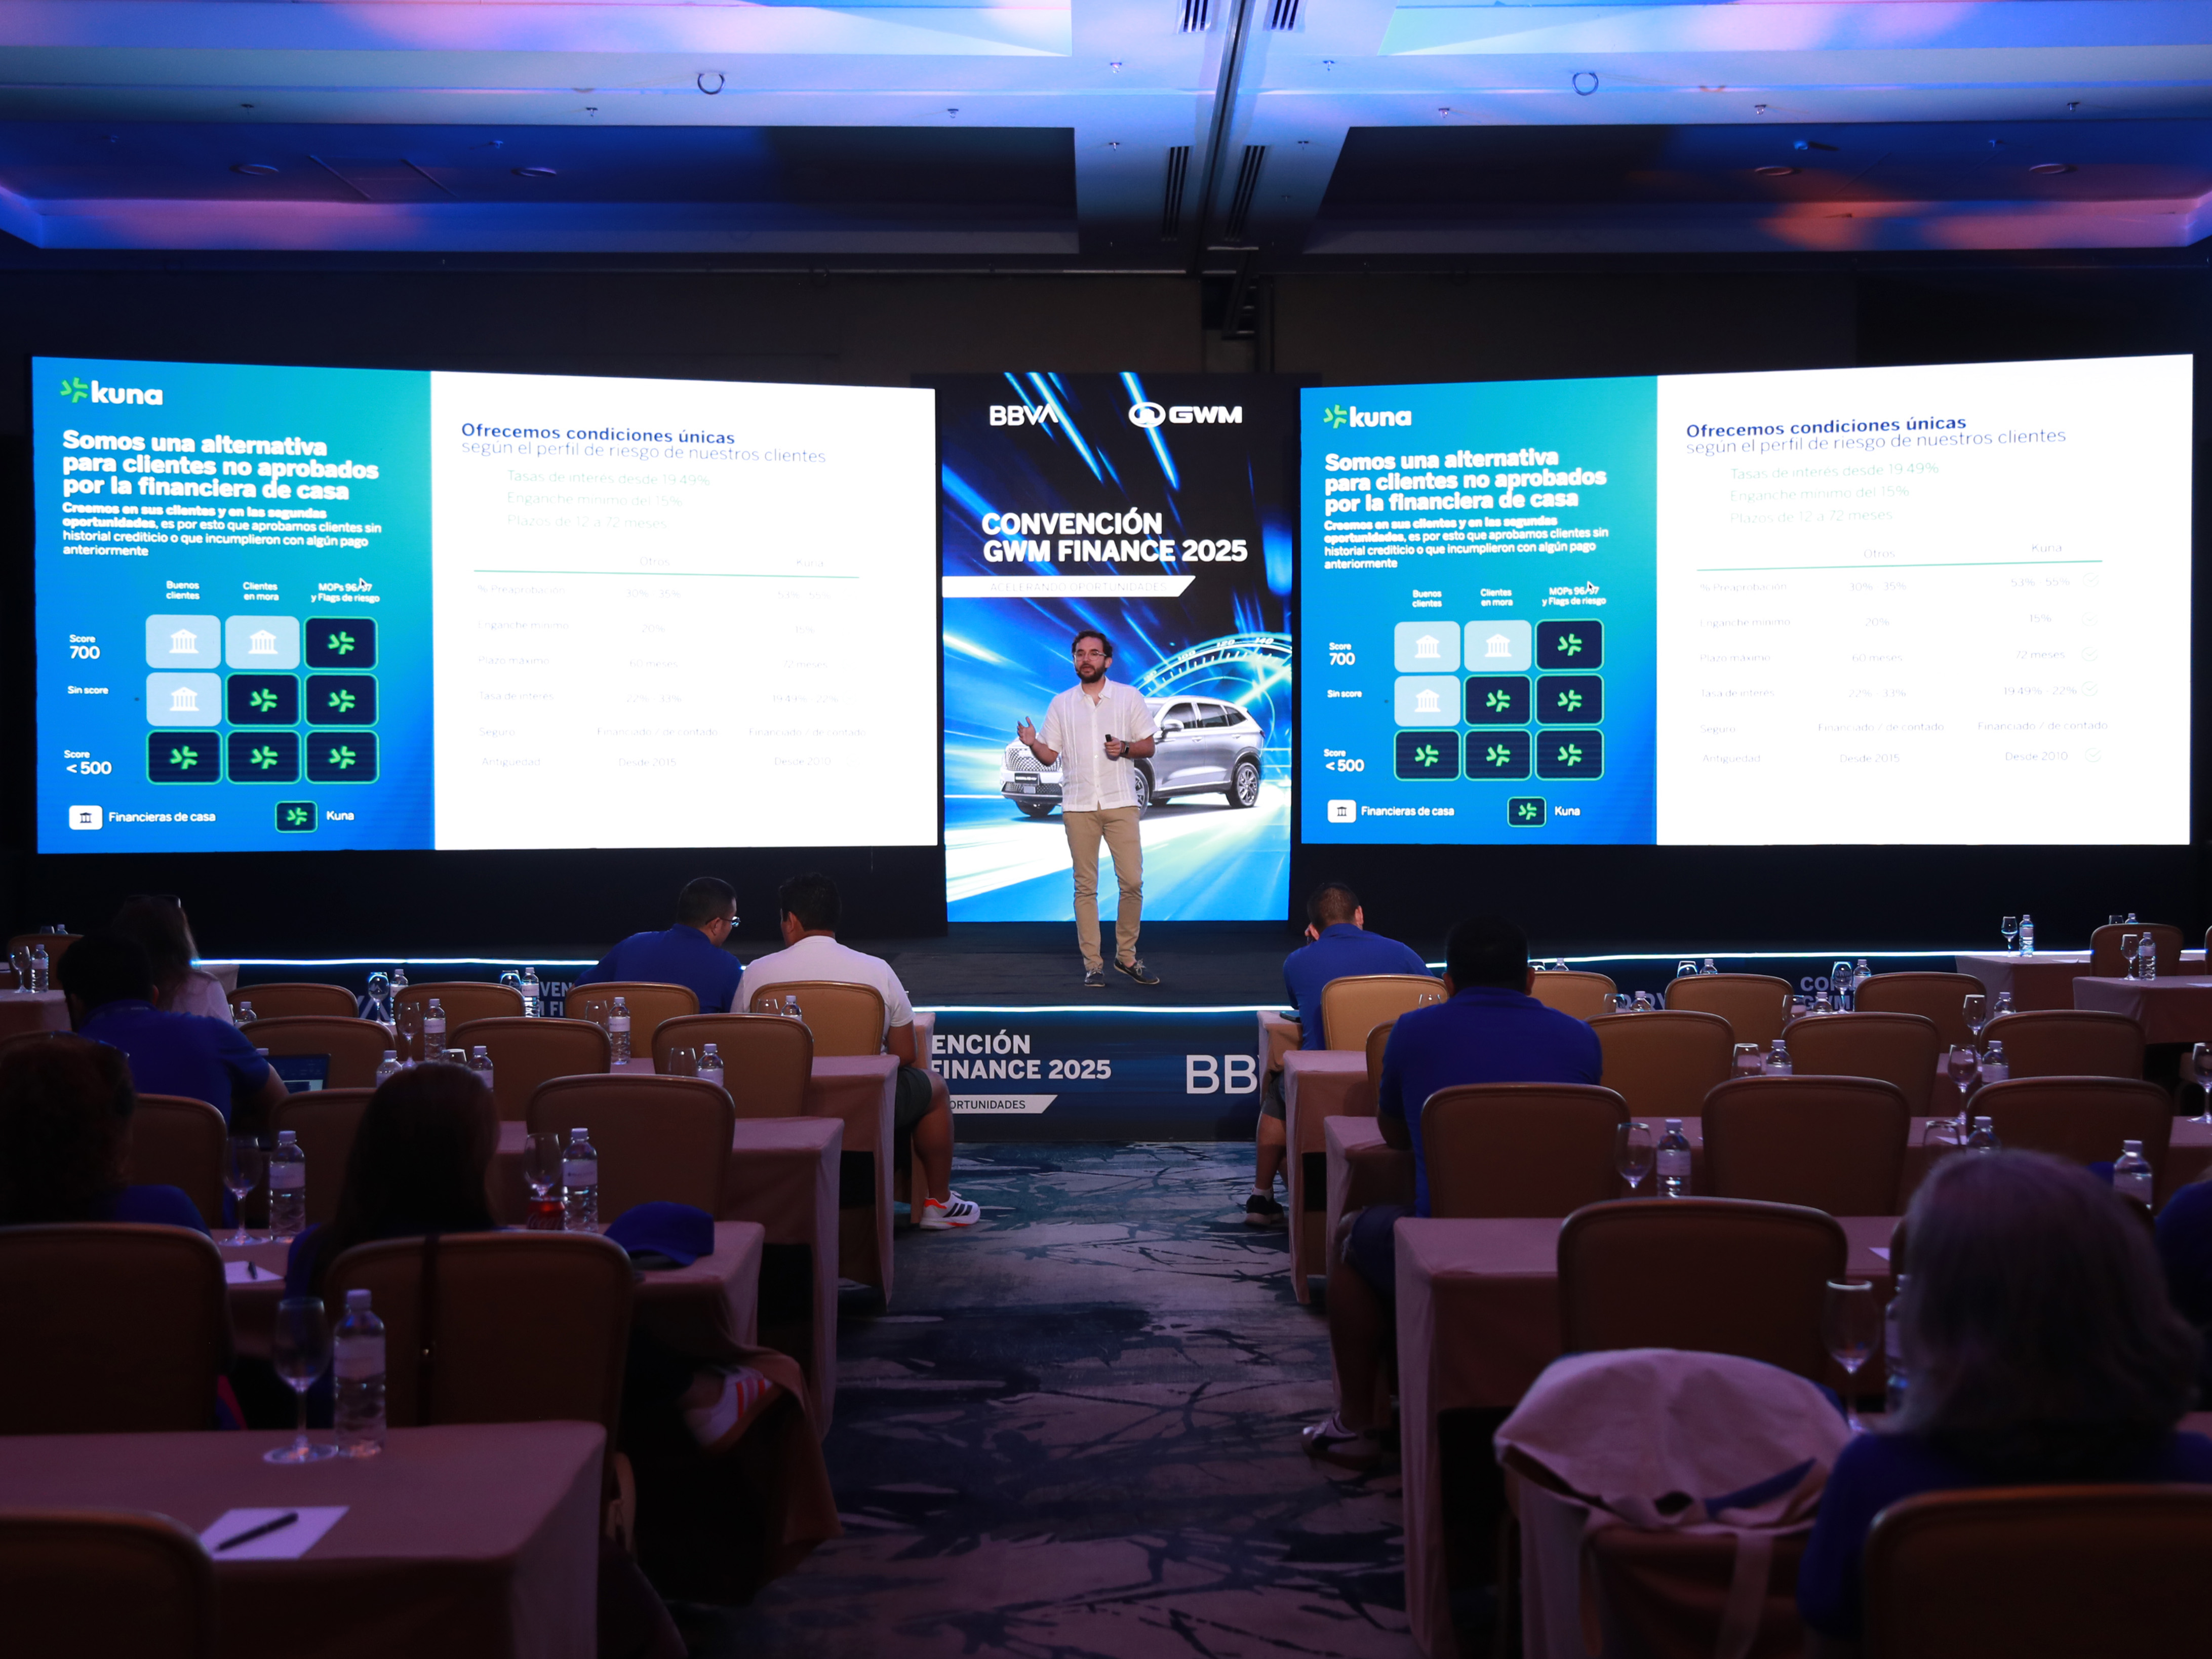 kuna
Somos una alternativa
para clientes no aprobados
por la financiera de casa
Creemos en sus clientes y en las segundas
oportunidades, es por esto que aprobamos clientes sin
historial crediticio o que incumplieron con algún pago
anteriormente
Buenos
clientes
Clientes
en mora
MOPs 96/97
y Flags de riesgo
Score
700
Sin score
Score
< 500
Financieras de casa
Kuna
Ofrecemos condiciones únicas
según el perfil de riesgo de nuestros clientes
Tasas de interés desde 19.49%
Enganche mínimo del 15%
Plazos de 12 a 72 meses
Otros Kuna
% Preaprobación 30% - 35% 53% - 55%
Enganche mínimo 20% 15%
Plazo máximo 60 meses 72 meses
Tasa de interés 22% - 33% 19.49% - 22%
Seguro Financiado / de contado Financiado / de contado
Antigüedad Desde 2015 Desde 2010
BBVA GWM
CONVENCIÓN
GWM FINANCE 2025
ACELERANDO OPORTUNIDADES
kuna
Somos una alternativa
para clientes no aprobados
por la financiera de casa
Creemos en sus clientes y en las segundas
oportunidades, es por esto que aprobamos clientes sin
historial crediticio o que incumplieron con algún pago
anteriormente
Buenos
clientes
Clientes
en mora
MOPs 96/97
y Flags de riesgo
Score
700
Sin score
Score
< 500
Financieras de casa
Kuna
Ofrecemos condiciones únicas
según el perfil de riesgo de nuestros clientes
Tasas de interés desde 19.49%
Enganche mínimo del 15%
Plazos de 12 a 72 meses
Otros Kuna
% Preaprobación 30% - 35% 53% - 55%
Enganche mínimo 20% 15%
Plazo máximo 60 meses 72 meses
Tasa de interés 22% - 33% 19.49% - 22%
Seguro Financiado / de contado Financiado / de contado
Antigüedad Desde 2015 Desde 2010
ENCIÓN
FINANCE 2025
ORTUNIDADES
BB